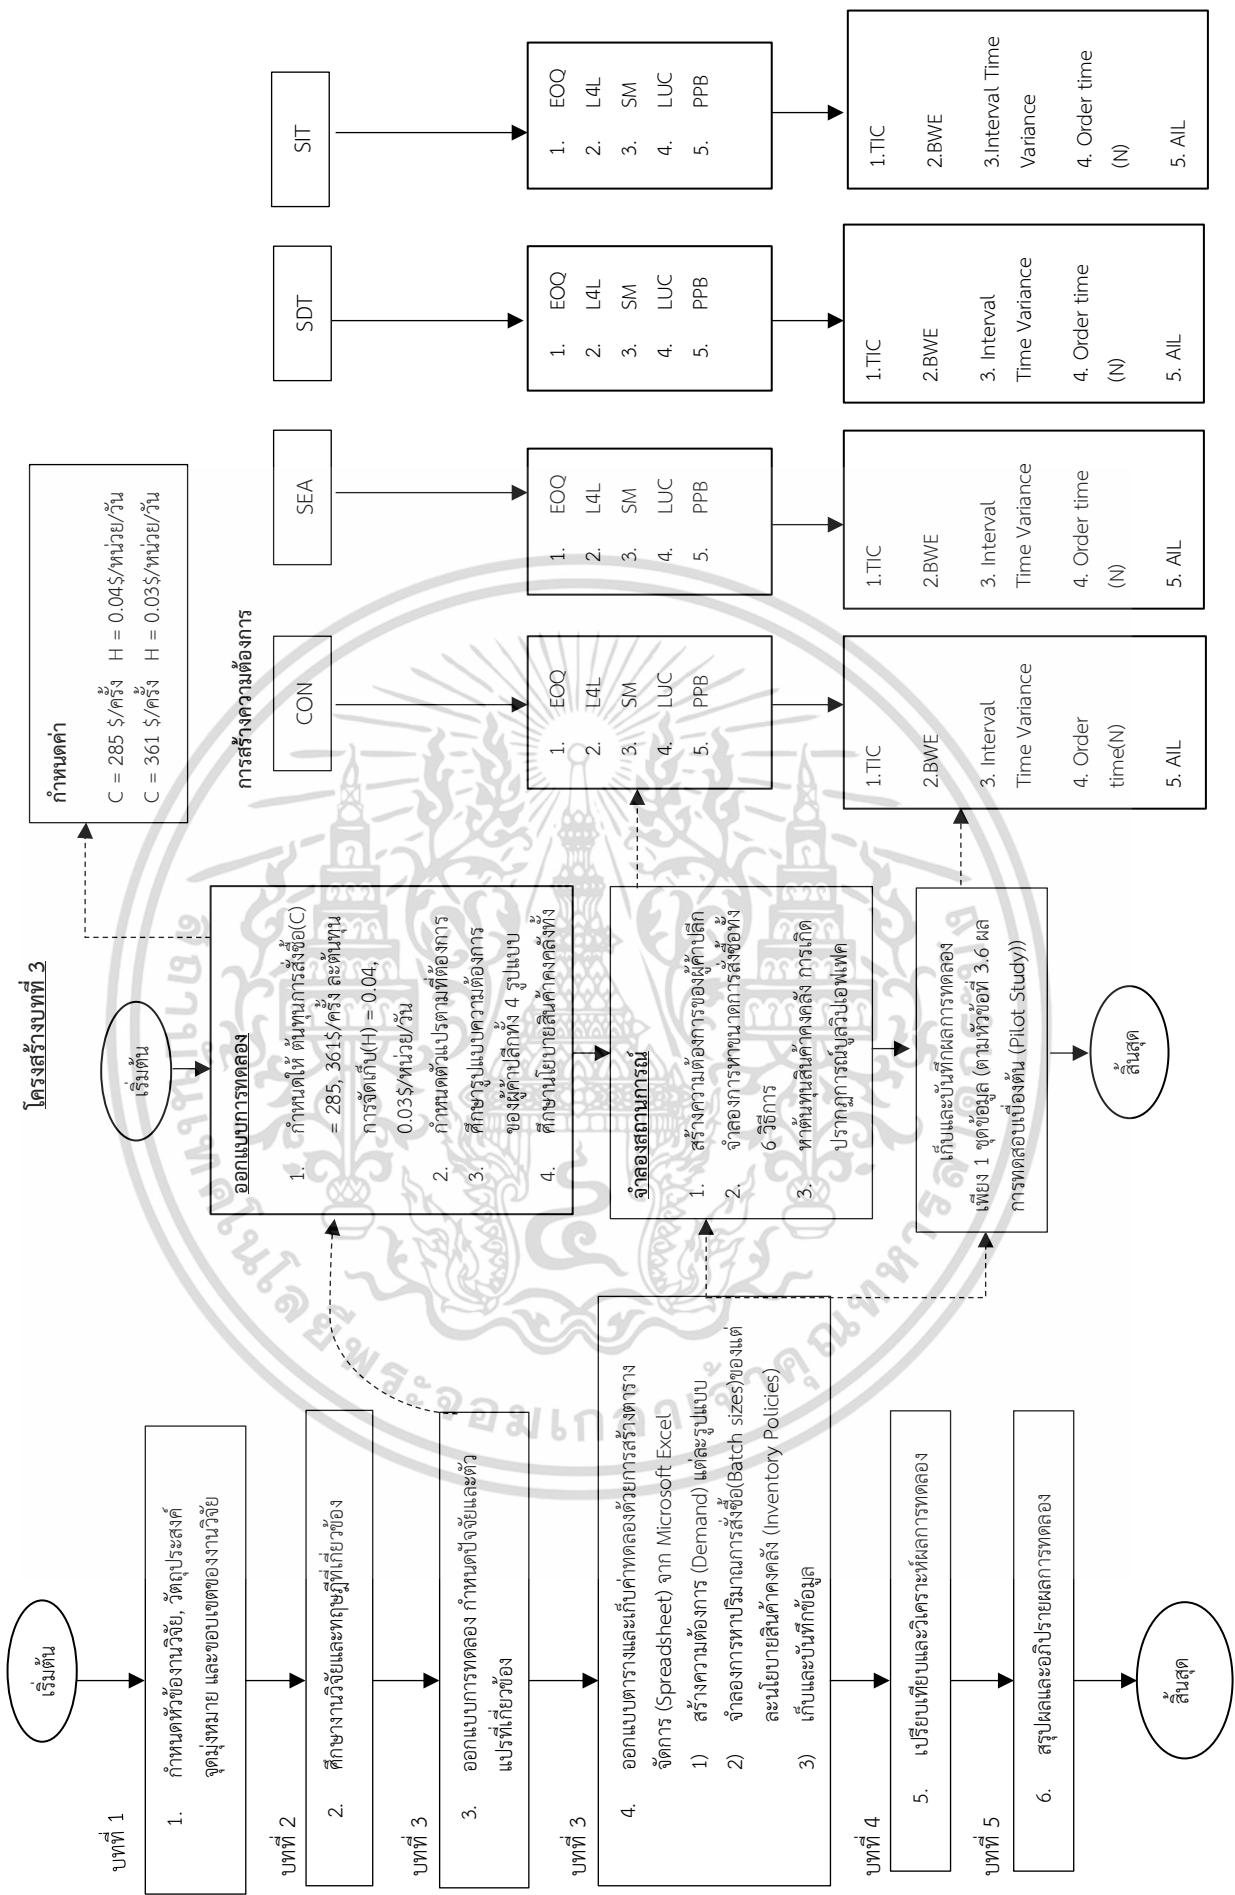 โครงสร้างบทที่ 3
บทที่ 1
เริ่มต้น
1. กำหนดหัวข้องานวิจัย, วัตถุประสงค์
จุดมุ่งหมาย และขอบเขตของงานวิจัย
บทที่ 2
2. ศึกษางานวิจัยและทฤษฎีที่เกี่ยวข้อง
บทที่ 3
3. ออกแบบการทดลอง กำหนดปัจจัยและตัว
แปรที่เกี่ยวข้อง
บทที่ 3
4. ออกแบบตารางและเก็บค่าทดลองด้วยการสร้างตาราง
จัดการ (Spreadsheet) จาก Microsoft Excel
1) สร้างความต้องการ (Demand) แต่ละรูปแบบ
2) จำลองการหาปริมาณการสั่งซื้อ(Batch sizes)ของแต่
ละนโยบายสินค้าคงคลัง (Inventory Policies)
3) เก็บและบันทึกข้อมูล
บทที่ 4
5. เปรียบเทียบและวิเคราะห์ผลการทดลอง
บทที่ 5
6. สรุปผลและอภิปรายผลการทดลอง
สิ้นสุด
เริ่มต้น
ออกแบบการทดลอง
1. กำหนดให้ ต้นทุนการสั่งซื้อ(C)
= 285, 361$/ครั้ง ละต้นทุน
การจัดเก็บ(H) = 0.04,
0.03$/หน่วย/วัน
2. กำหนดตัวแปรตามที่ต้องการ
3. ศึกษารูปแบบความต้องการ
ของผู้ค้าปลีกทั้ง 4 รูปแบบ
4. ศึกษานโยบายสินค้าคงคลังทั้ง
จำลองสถานการณ์
1. สร้างความต้องการของผู้ค้าปลีก
2. จำลองการหาขนาดการสั่งซื้อทั้ง
6 วิธีการ
3. หาต้นทุนสินค้าคงคลัง การเกิด
ปรากฏการณ์บูลวิปเอฟเฟค
เก็บและบันทึกผลการทดลอง
เพียง 1 ชุดข้อมูล (ตามหัวข้อที่ 3.6 ผล
การทดสอบเบื้องต้น (Pilot Study))
สิ้นสุด
กำหนดค่า
C = 285 $/ครั้ง H = 0.04$/หน่วย/วัน
C = 361 $/ครั้ง H = 0.03$/หน่วย/วัน
การสร้างความต้องการ
CON
1. EOQ
2. L4L
3. SM
4. LUC
5. PPB
1.TIC
2.BWE
3. Interval
Time Variance
4. Order
time(N)
5. AIL
SEA
1. EOQ
2. L4L
3. SM
4. LUC
5. PPB
1.TIC
2.BWE
3. Interval
Time Variance
4. Order time
(N)
5. AIL
SDT
1. EOQ
2. L4L
3. SM
4. LUC
5. PPB
1.TIC
2.BWE
3. Interval
Time Variance
4. Order time
(N)
5. AIL
SIT
1. EOQ
2. L4L
3. SM
4. LUC
5. PPB
1.TIC
2.BWE
3.Interval Time
Variance
4. Order time
(N)
5. AIL